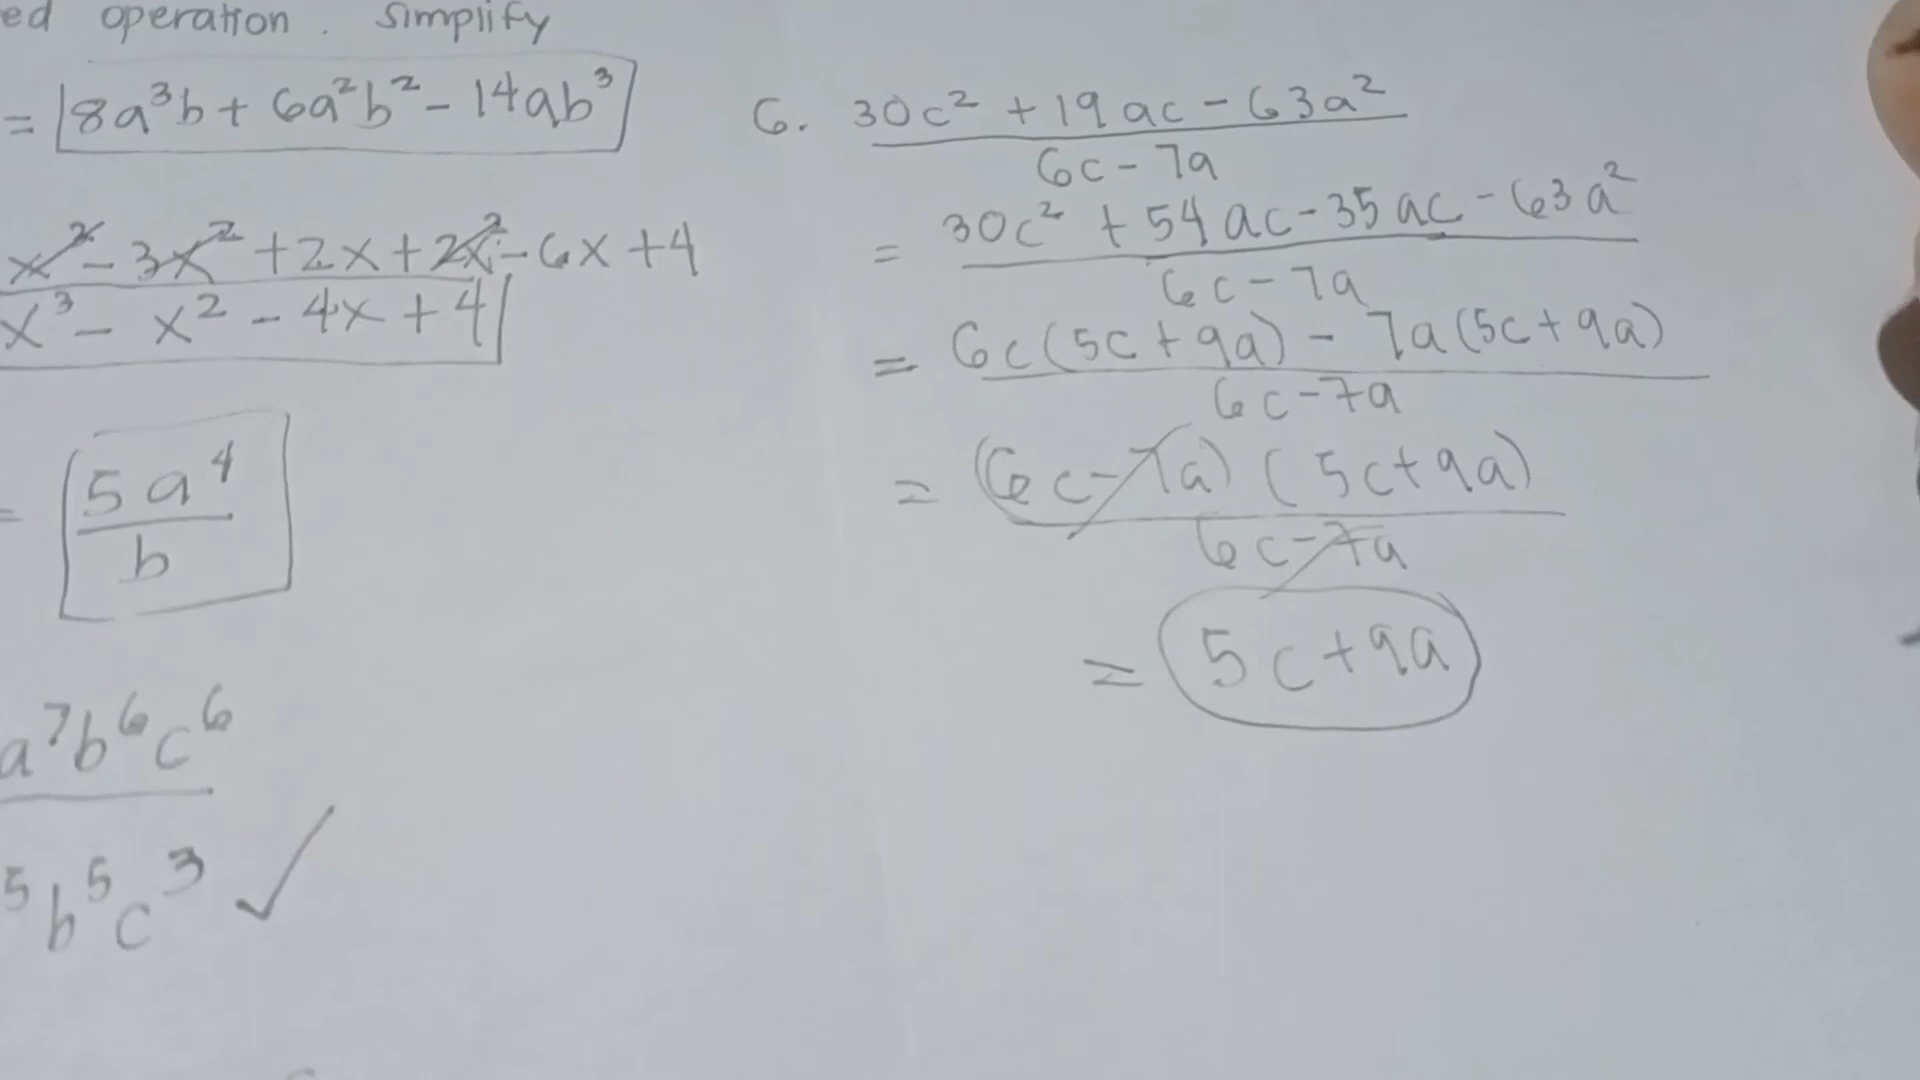 ed operation. Simplify
= 8a³b + 6a²b² - 14ab³
x² - 3x² + 2x + 2x² - 6x + 4
x³ - x² - 4x + 4
= 5a⁴
b
a⁷b⁶c⁶
⁵b⁵c³ ✓
6. 30c² + 19ac - 63a²
6c - 7a
= 30c² + 54ac - 35ac - 63a²
6c - 7a
= 6c(5c + 9a) - 7a(5c + 9a)
6c - 7a
= (6c - 7a)(5c + 9a)
6c - 7a
= 5c + 9a